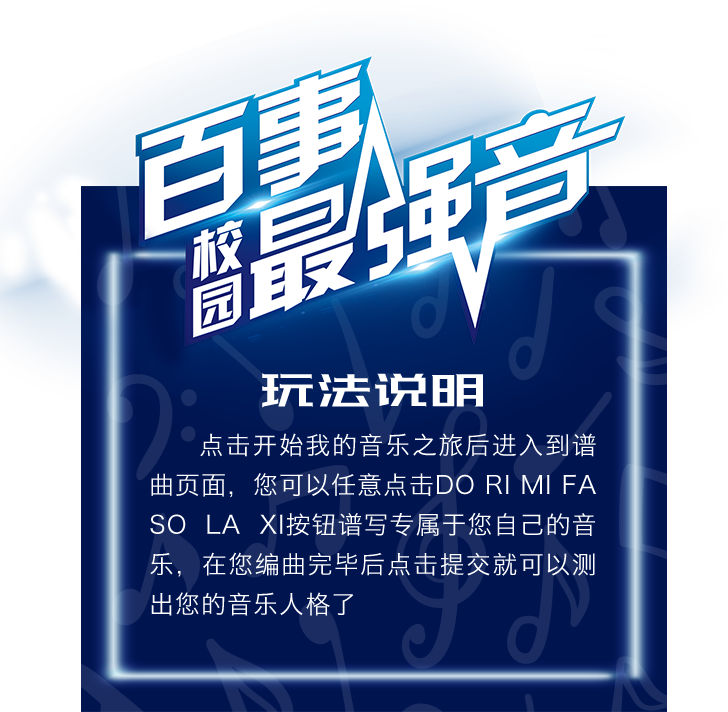 百事
校园最强音
玩法说明
点击开始我的音乐之旅后进入到谱
曲页面，您可以任意点击DO RI MI FA
SO LA XI按钮谱写专属于您自己的音
乐，在您编曲完毕后点击提交就可以测
出您的音乐人格了